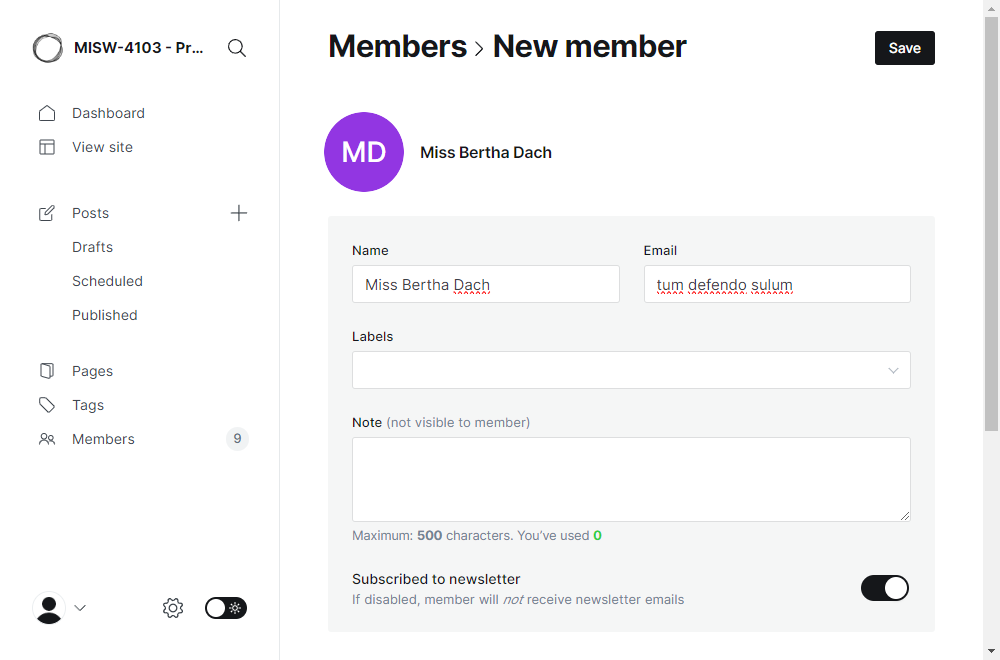 MISW-4103 - Pr...
Dashboard
View site
Posts
Drafts
Scheduled
Published
Pages
Tags
Members
9
Members > New member
Save
MD
Miss Bertha Dach
Name
Miss Bertha Dach
Email
tum defendo sulum
Labels
Note (not visible to member)
Maximum: 500 characters. You’ve used 0
Subscribed to newsletter
If disabled, member will not receive newsletter emails